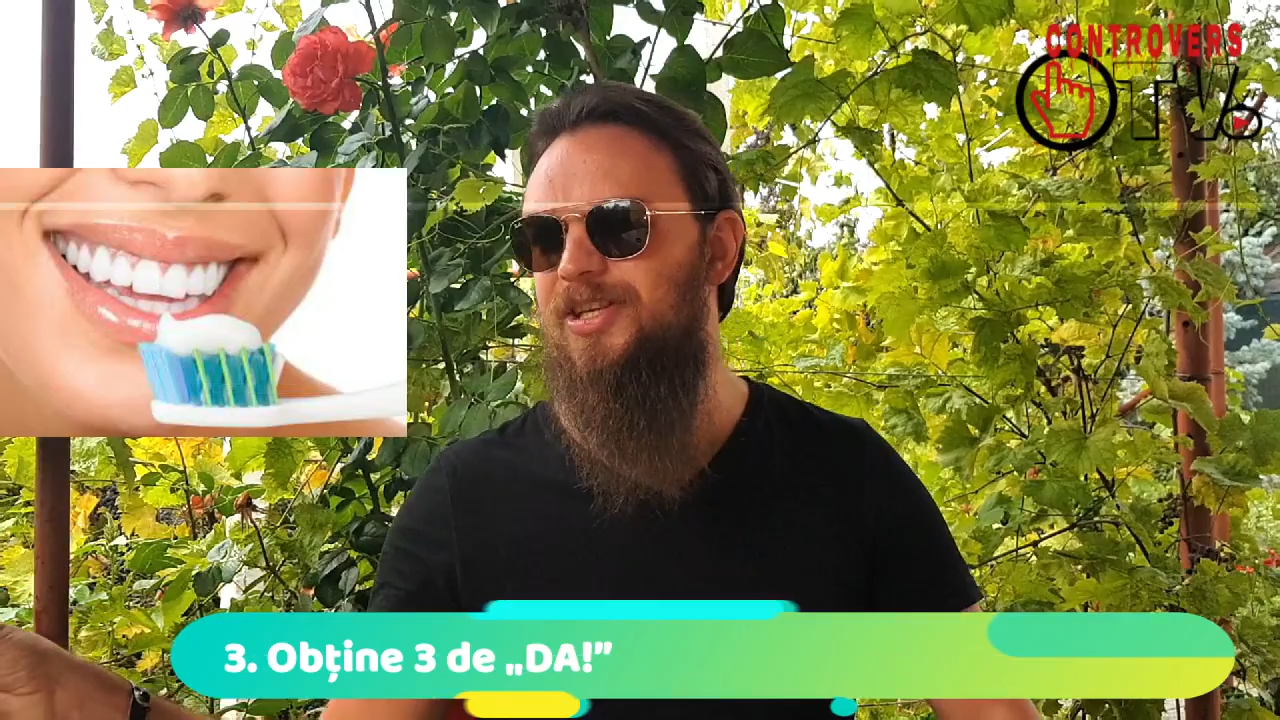 CONTROVERS
TV
3. Obține 3 de „DA!”